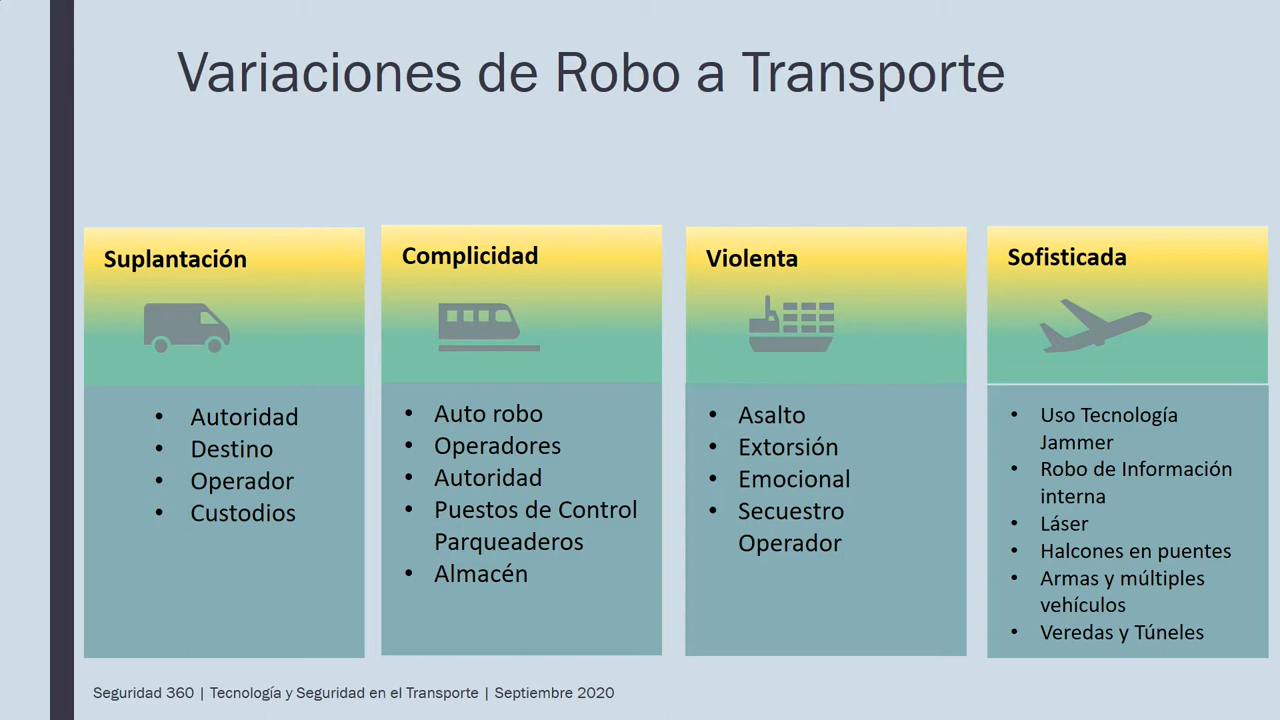 Variaciones de Robo a Transporte
Suplantación
• Autoridad
• Destino
• Operador
• Custodios
Complicidad
• Auto robo
• Operadores
• Autoridad
• Puestos de Control
Parqueaderos
• Almacén
Violenta
• Asalto
• Extorsión
• Emocional
• Secuestro
Operador
Sofisticada
• Uso Tecnología
Jammer
• Robo de Información
interna
• Láser
• Halcones en puentes
• Armas y múltiples
vehículos
• Veredas y Túneles
Seguridad 360 | Tecnología y Seguridad en el Transporte | Septiembre 2020